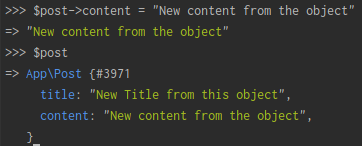 >>> $post->content = "New content from the object"
=> "New content from the object"
>>> $post
=> App\Post {#3971
title: "New Title from this object",
content: "New content from the object",
}